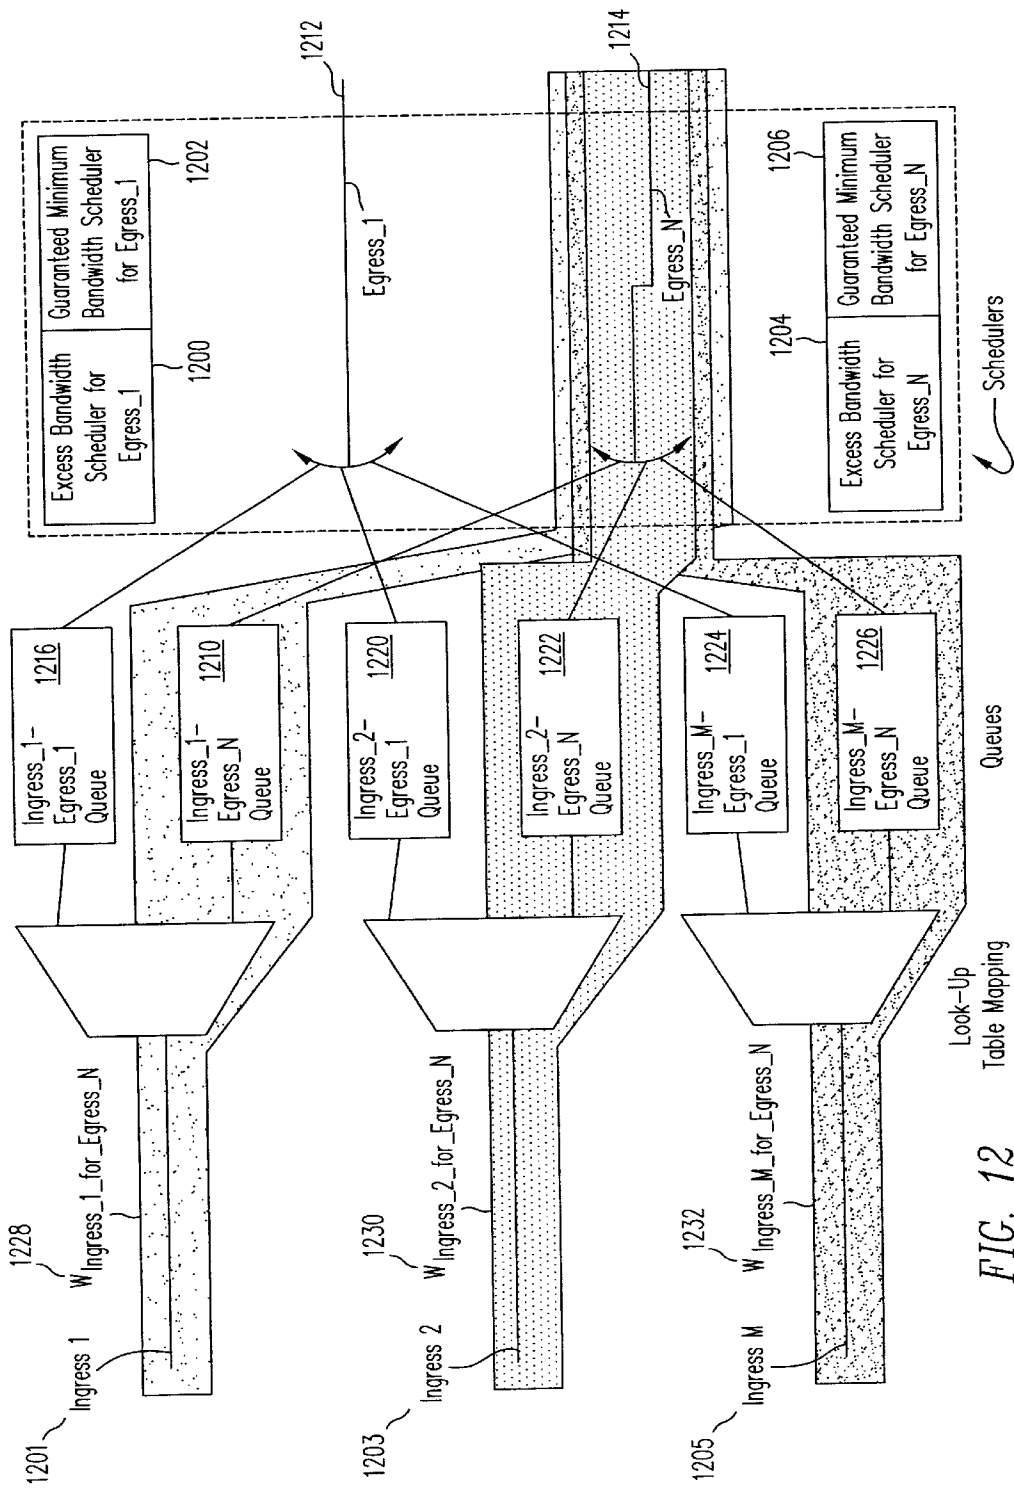 1201
Ingress 1
1228
W Ingress_1_for_Egress_N
Ingress_1-
Egress_1
Queue
1216
Ingress_1-
Egress_N
Queue
1210
Excess Bandwidth
Scheduler for
Egress_1
1200
Guaranteed Minimum
Bandwidth Scheduler
for Egress_1
1202
Egress_1
1212
1203
Ingress 2
1230
W Ingress_2_for_Egress_N
Ingress_2-
Egress_1
Queue
1220
Ingress_2-
Egress_N
Queue
1222
Egress_N
1214
1205
Ingress M
1232
W Ingress_M_for_Egress_N
Ingress_M-
Egress_1
Queue
1224
Ingress_M-
Egress_N
Queue
1226
1204
Excess Bandwidth
Scheduler for
Egress_N
1206
Guaranteed Minimum
Bandwidth Scheduler
for Egress_N
Look-Up
Table Mapping
Queues
Schedulers
FIG. 12